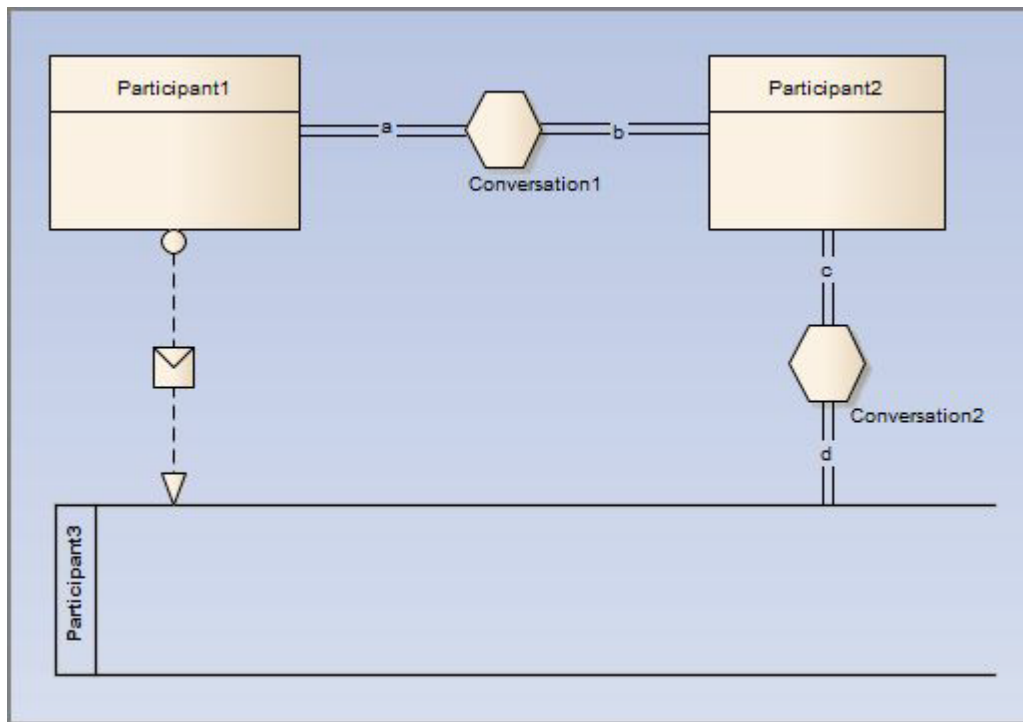 Participant1
Participant2
a
b
Conversation1
c
Conversation2
d
Participant3